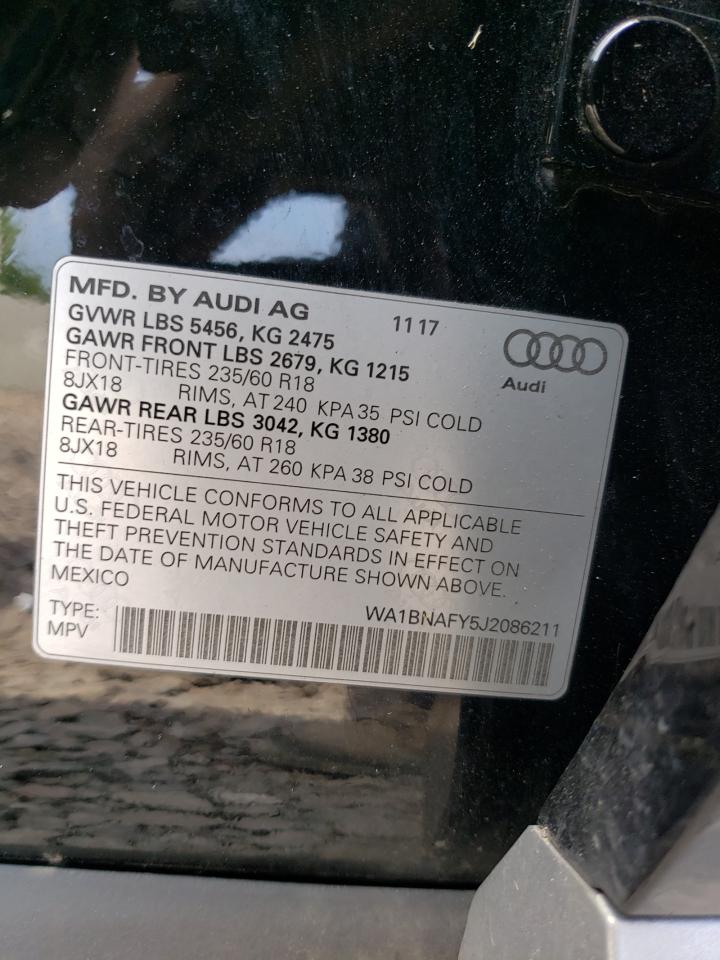 MFD. BY AUDI AG 11 17
GVWR LBS 5456, KG 2475
GAWR FRONT LBS 2679, KG 1215
FRONT-TIRES 235/60 R18
8JX18 RIMS, AT 240 KPA 35 PSI COLD
GAWR REAR LBS 3042, KG 1380
REAR-TIRES 235/60 R18
8JX18 RIMS, AT 260 KPA 38 PSI COLD
Audi
THIS VEHICLE CONFORMS TO ALL APPLICABLE
U.S. FEDERAL MOTOR VEHICLE SAFETY AND
THEFT PREVENTION STANDARDS IN EFFECT ON
THE DATE OF MANUFACTURE SHOWN ABOVE.
MEXICO
WA1BNAFY5J2086211
TYPE:
MPV